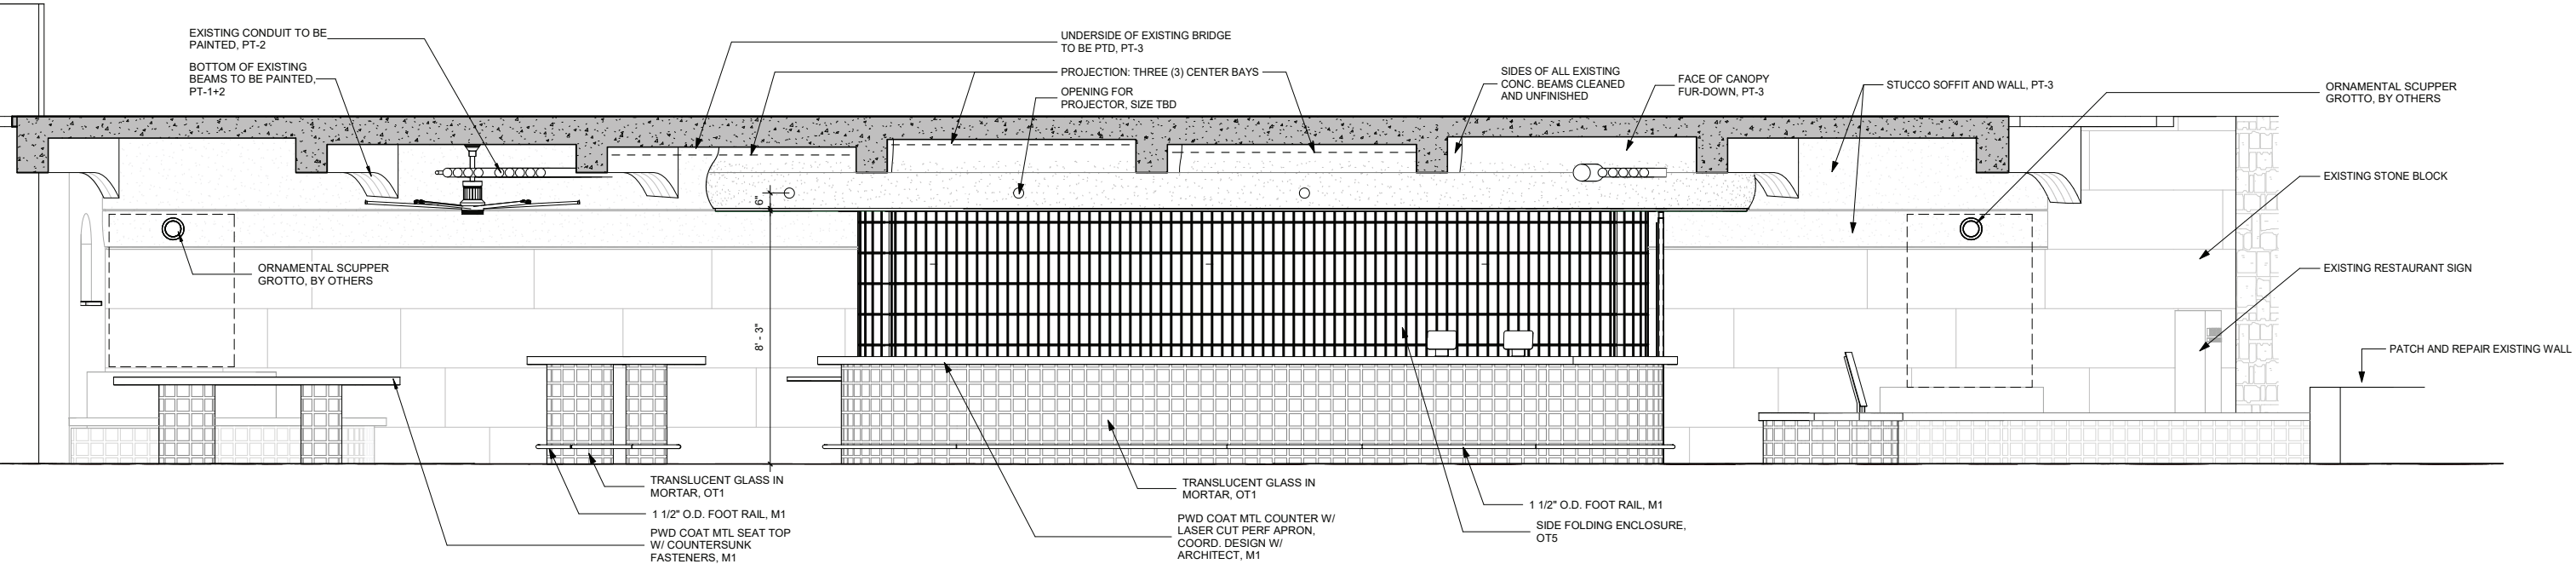 EXISTING CONDUIT TO BE
PAINTED, PT-2
BOTTOM OF EXISTING
BEAMS TO BE PAINTED,
PT-1+2
UNDERSIDE OF EXISTING BRIDGE
TO BE PTD, PT-3
PROJECTION: THREE (3) CENTER BAYS
OPENING FOR
PROJECTOR, SIZE TBD
SIDES OF ALL EXISTING
CONC. BEAMS CLEANED
AND UNFINISHED
FACE OF CANOPY
FUR-DOWN, PT-3
STUCCO SOFFIT AND WALL, PT-3
ORNAMENTAL SCUPPER
GROTTO, BY OTHERS
EXISTING STONE BLOCK
EXISTING RESTAURANT SIGN
PATCH AND REPAIR EXISTING WALL
ORNAMENTAL SCUPPER
GROTTO, BY OTHERS
6"
8' - 3"
TRANSLUCENT GLASS IN
MORTAR, OT1
1 1/2" O.D. FOOT RAIL, M1
PWD COAT MTL SEAT TOP
W/ COUNTERSUNK
FASTENERS, M1
TRANSLUCENT GLASS IN
MORTAR, OT1
PWD COAT MTL COUNTER W/
LASER CUT PERF APRON,
COORD. DESIGN W/
ARCHITECT, M1
1 1/2" O.D. FOOT RAIL, M1
SIDE FOLDING ENCLOSURE,
OT5